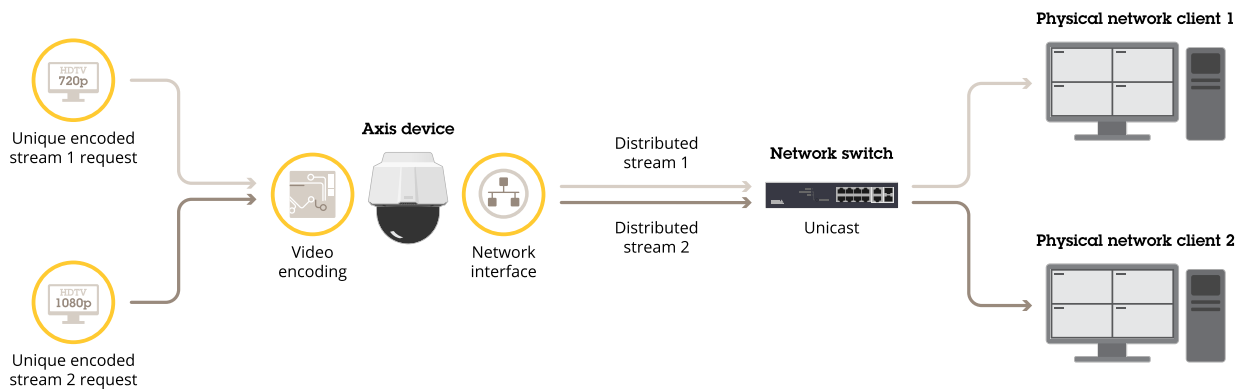 Physical network client 1
HDTV
720p
Unique encoded
stream 1 request
Axis device
Distributed
stream 1
Network switch
Video
encoding
Network
interface
Distributed
stream 2
Unicast
Physical network client 2
HDTV
1080p
Unique encoded
stream 2 request